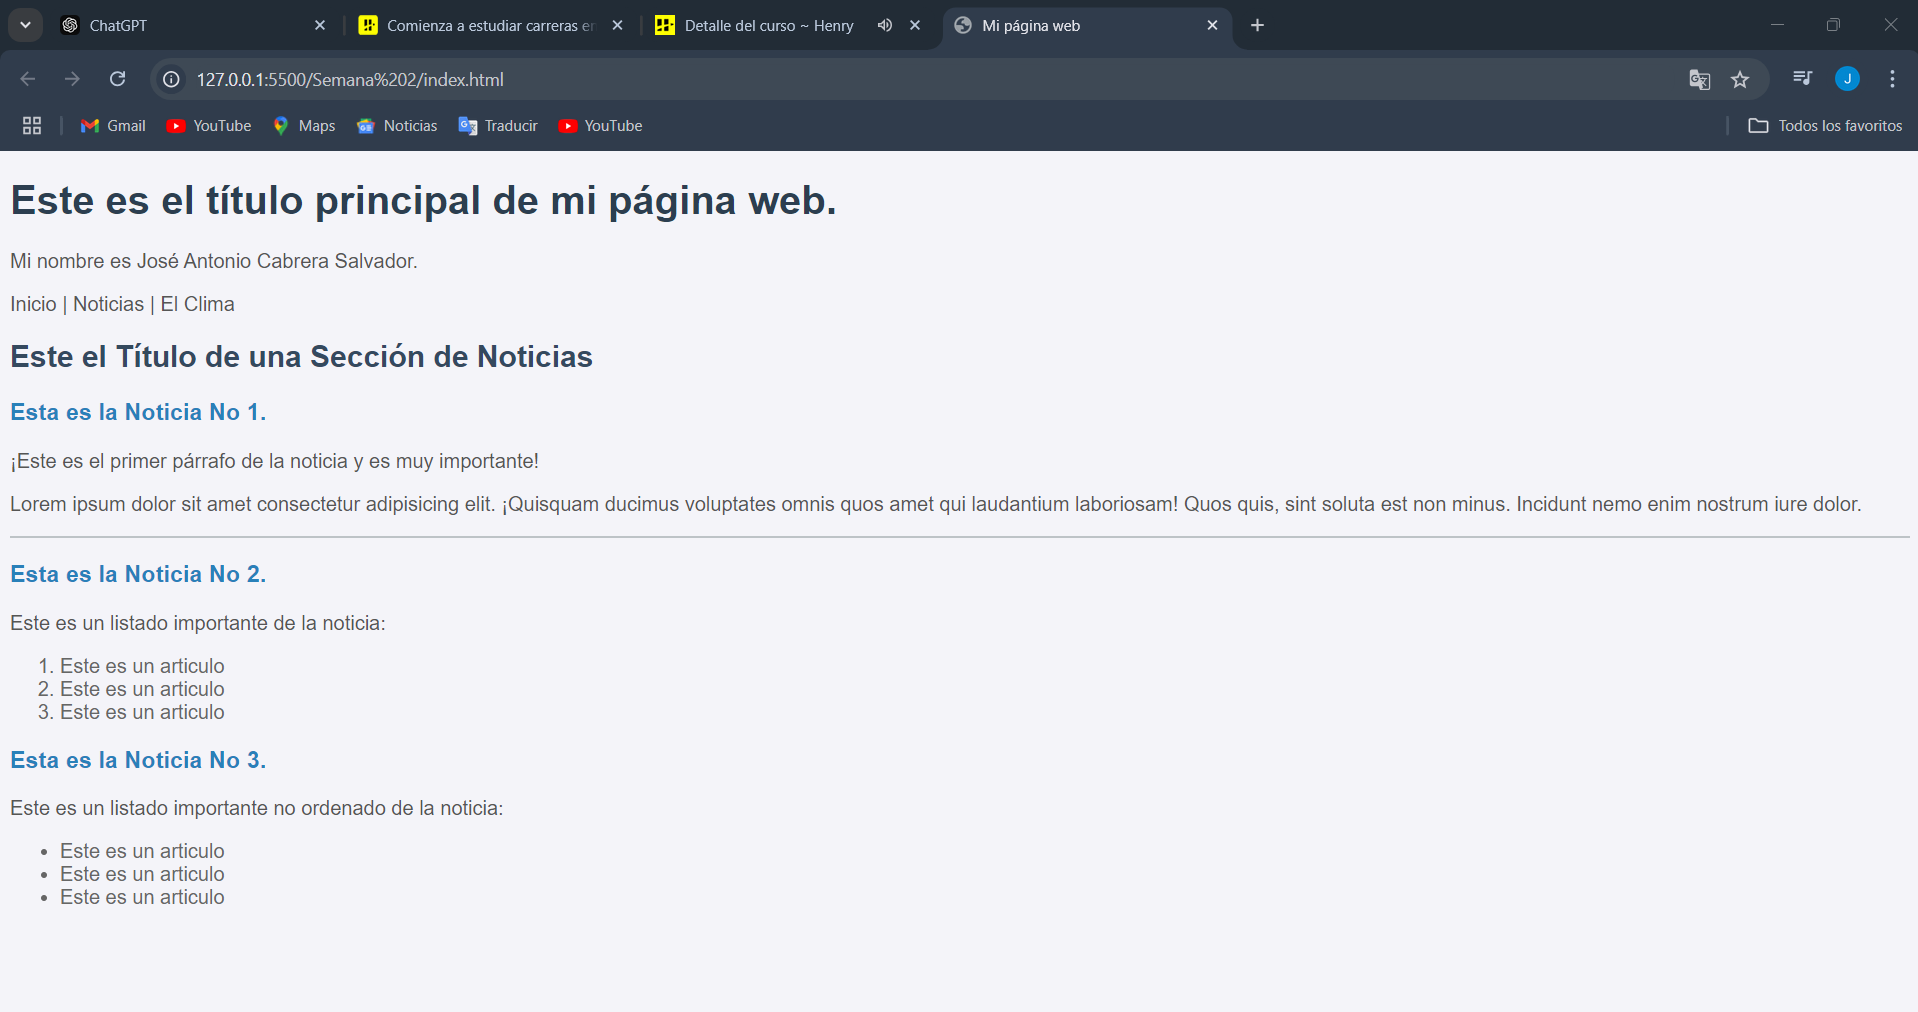 ChatGPT
Comienza a estudiar carreras en
Detalle del curso ~ Henry
Mi página web
127.0.0.1:5500/Semana%202/index.html
J
Gmail
YouTube
Maps
Noticias
Traducir
YouTube
Todos los favoritos
Este es el título principal de mi página web.
Mi nombre es José Antonio Cabrera Salvador.
Inicio | Noticias | El Clima
Este el Título de una Sección de Noticias
Esta es la Noticia No 1.
¡Este es el primer párrafo de la noticia y es muy importante!
Lorem ipsum dolor sit amet consectetur adipisicing elit. ¡Quisquam ducimus voluptates omnis quos amet qui laudantium laboriosam! Quos quis, sint soluta est non minus. Incidunt nemo enim nostrum iure dolor.
Esta es la Noticia No 2.
Este es un listado importante de la noticia:
1. Este es un articulo
2. Este es un articulo
3. Este es un articulo
Esta es la Noticia No 3.
Este es un listado importante no ordenado de la noticia:
• Este es un articulo
• Este es un articulo
• Este es un articulo